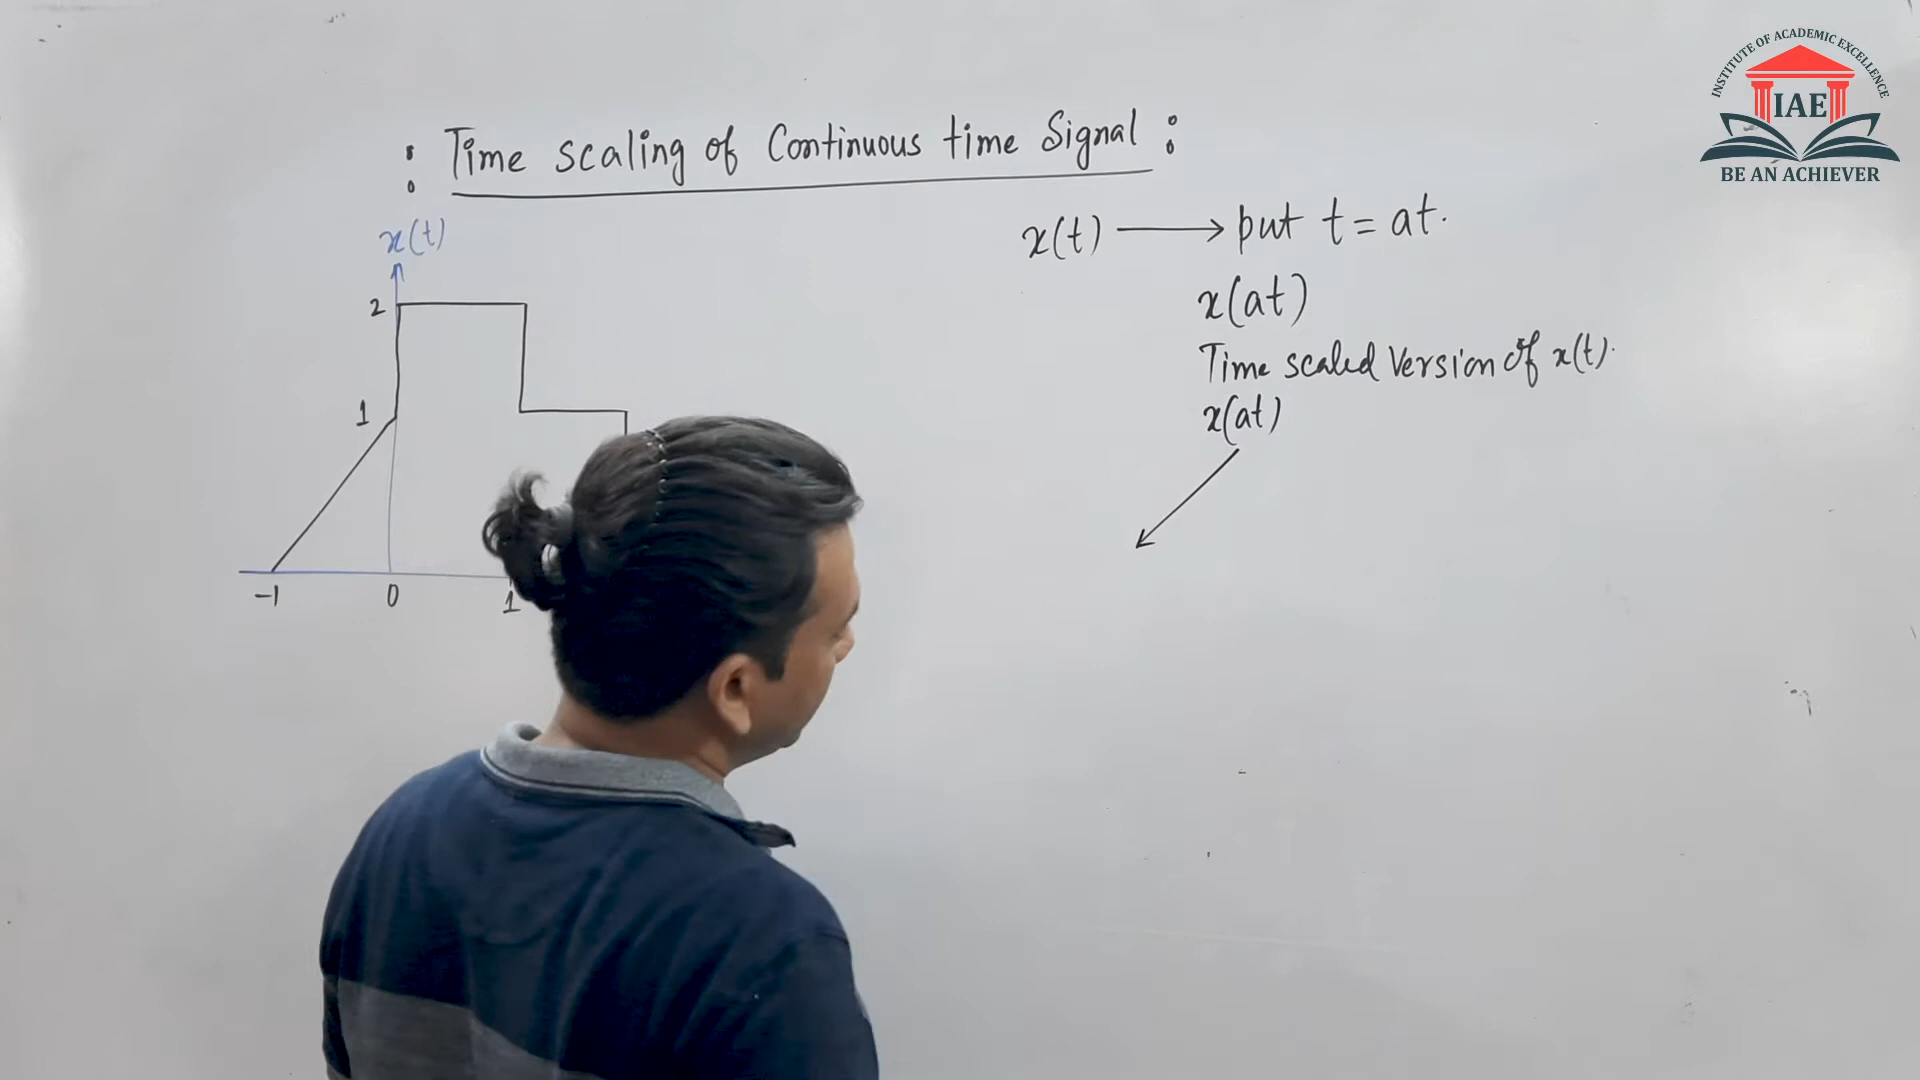 : Time scaling of Continuous time Signal :
x(t)
2
1
-1 0 1
x(t) → put t = at.
x(at)
Time scaled Version of x(t).
x(at)
INSTITUTE OF ACADEMIC EXCELLENCE
IAE
BE AN ACHIEVER